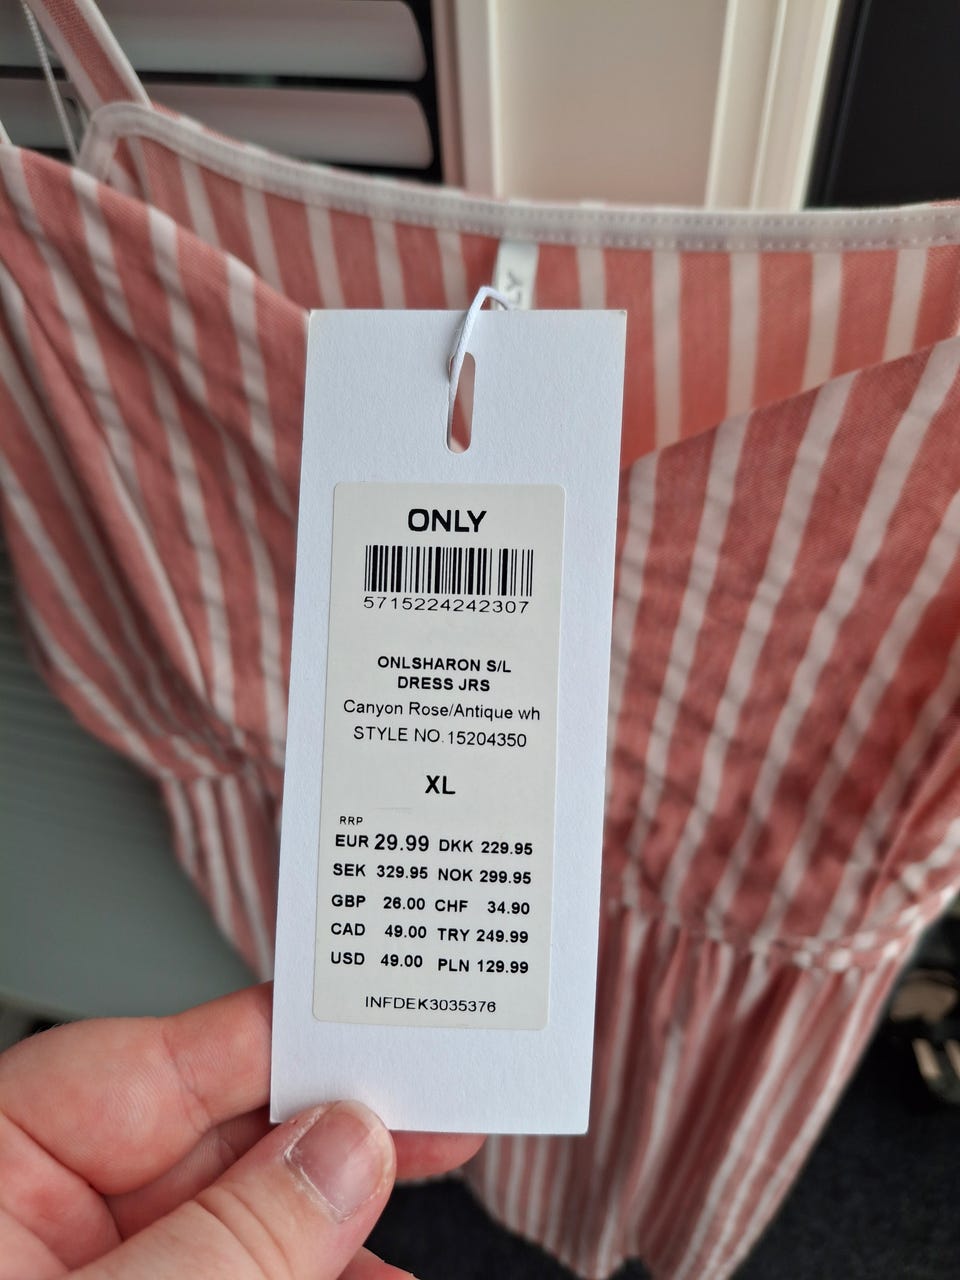 LY
ONLY
5715224242307
ONLSHARON S/L
DRESS JRS
Canyon Rose/Antique wh
STYLE NO.15204350
XL
RRP
EUR 29.99 DKK 229.95
SEK 329.95 NOK 299.95
GBP 26.00 CHF 34.90
CAD 49.00 TRY 249.99
USD 49.00 PLN 129.99
INFDEK3035376